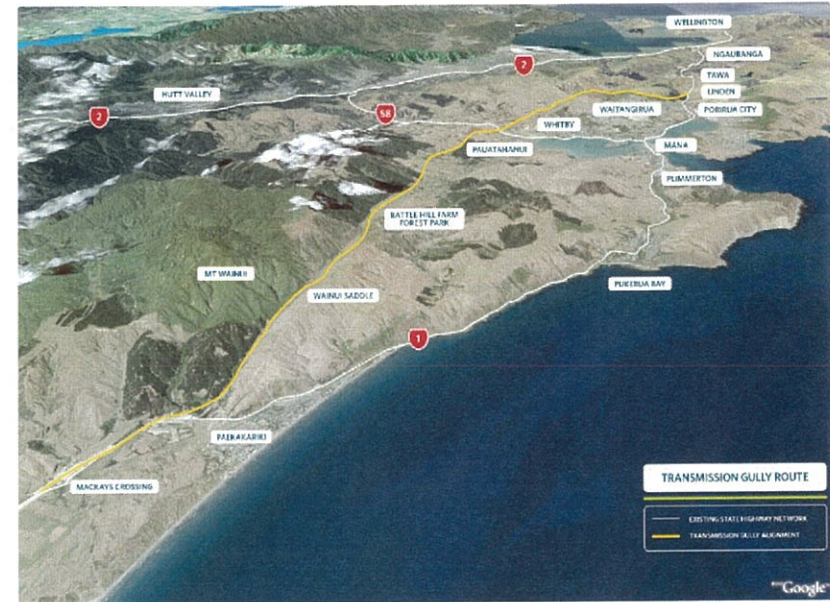 WELLINGTON
NGAURANGA
2
TAWA
HUTT VALLEY
LINDEN
2
58
WAITANGIRUA
PORIRUA CITY
WHITBY
PAUATAHANUI
MANA
PLIMMERTON
BATTLE HILL FARM
FOREST PARK
MT WAINUI
PUKERUA BAY
WAINUI SADDLE
1
PAEKAKARIKI
MACKAYS CROSSING
TRANSMISSION GULLY ROUTE
EXISTING STATE HIGHWAY NETWORK
TRANSMISSION GULLY ALIGNMENT
Google